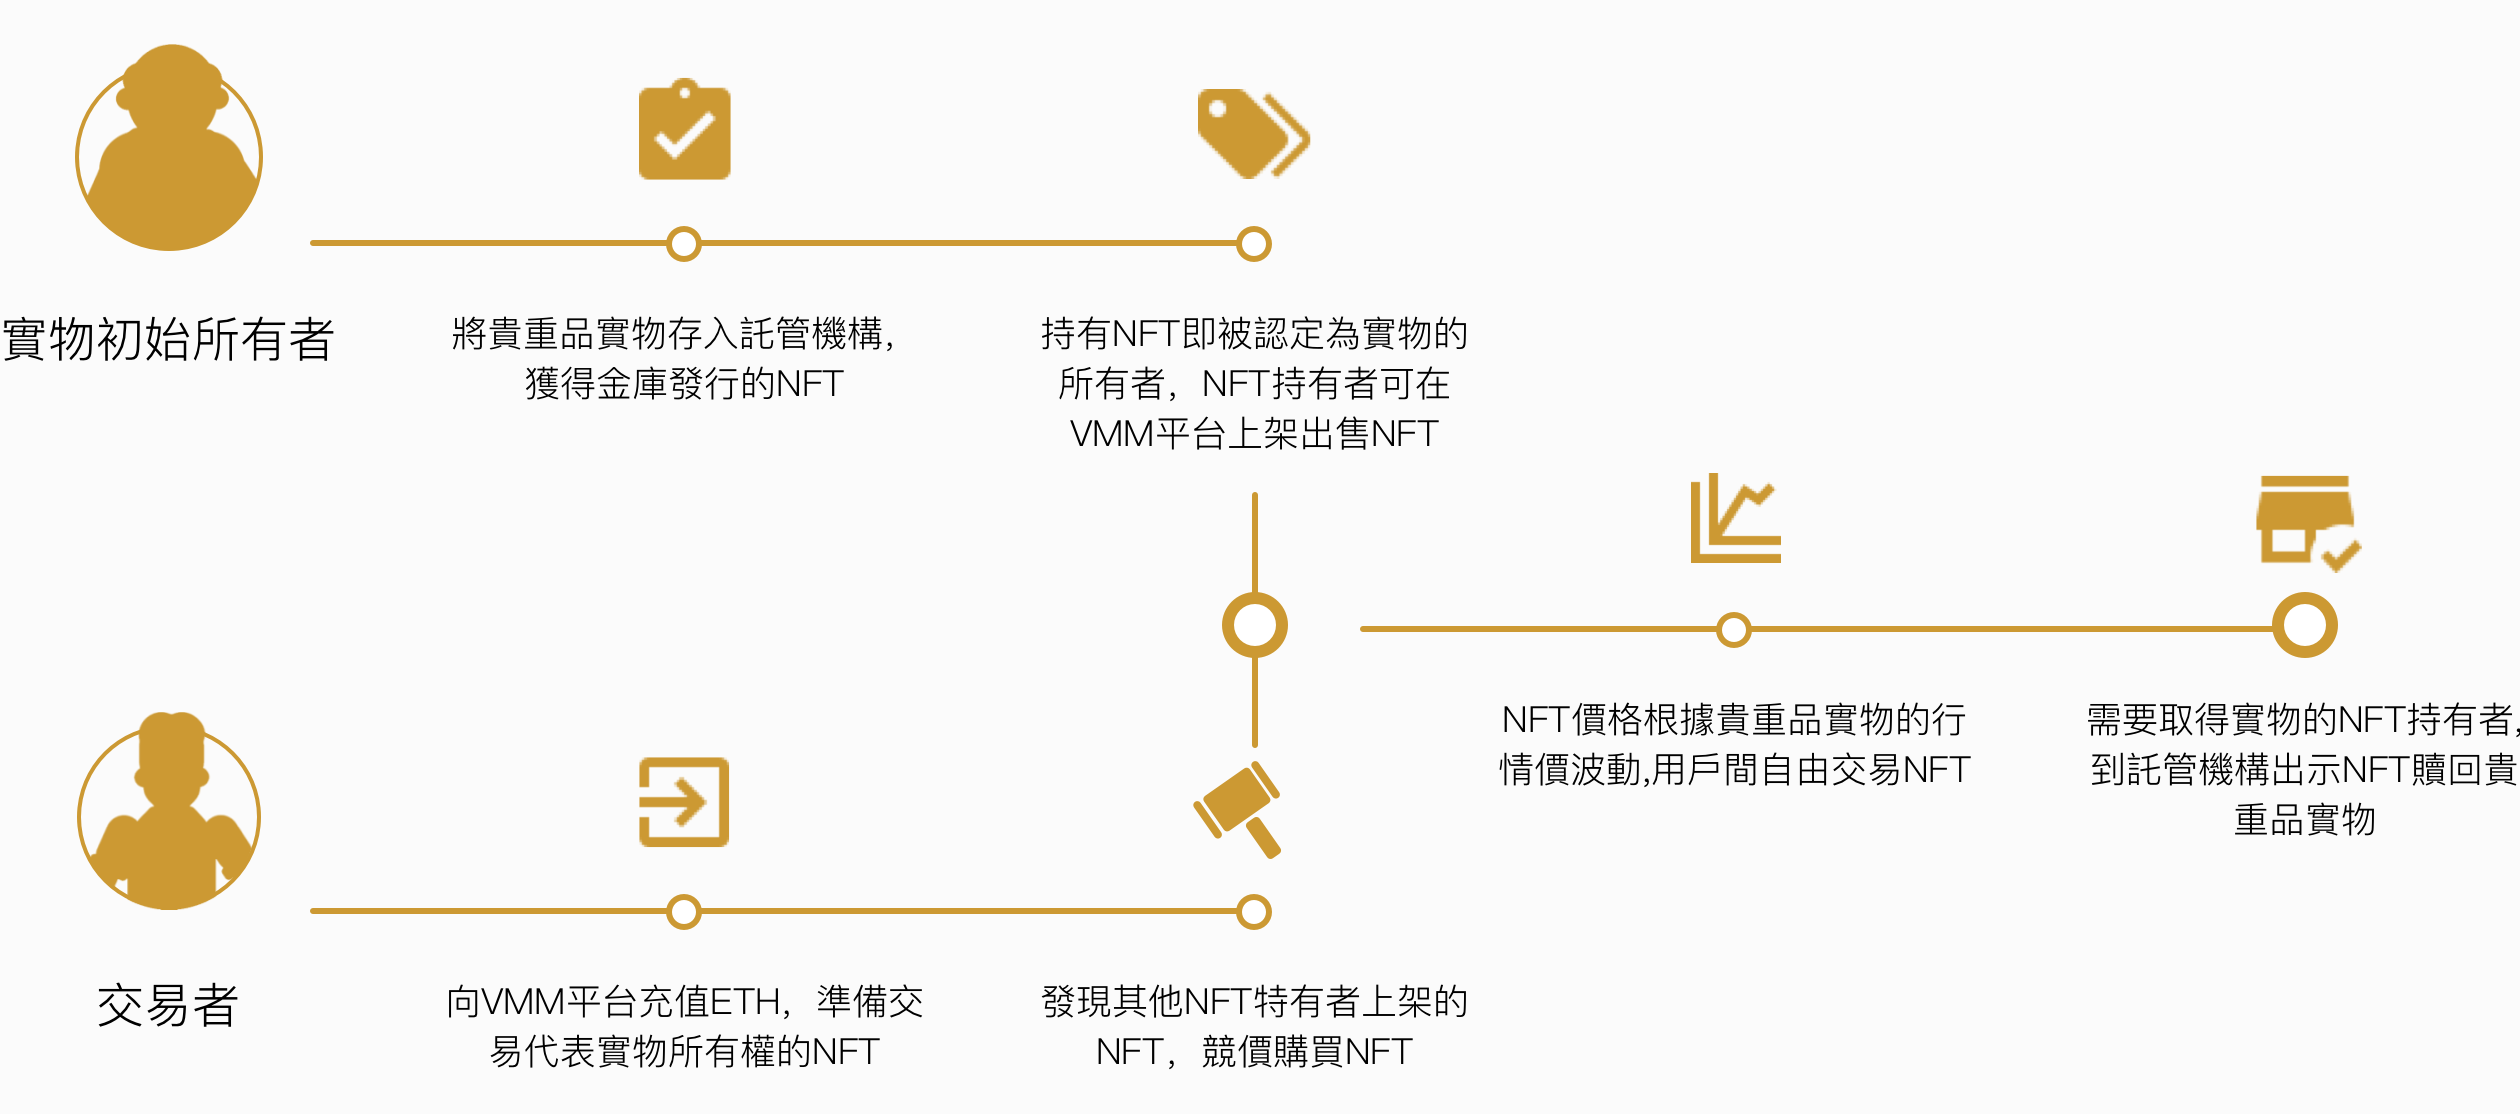 實物初始所有者
將貴重品實物存入託管機構，
獲得金庫發行的NFT
持有NFT即被認定為實物的
所有者，NFT持有者可在
VMM平台上架出售NFT
NFT價格根據貴重品實物的行
情價波動,用戶間自由交易NFT
需要取得實物的NFT持有者,
到託管機構出示NFT贖回貴
重品實物
交易者
向VMM平台充值ETH，準備交
易代表實物所有權的NFT
發現其他NFT特有者上架的
NFT，競價購買NFT